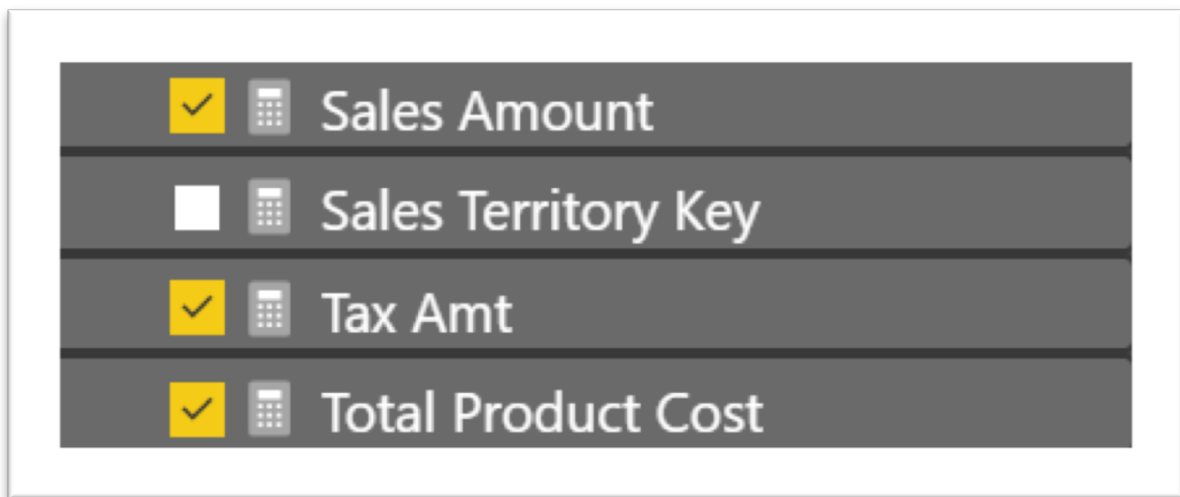 Sales Amount
Sales Territory Key
Tax Amt
Total Product Cost